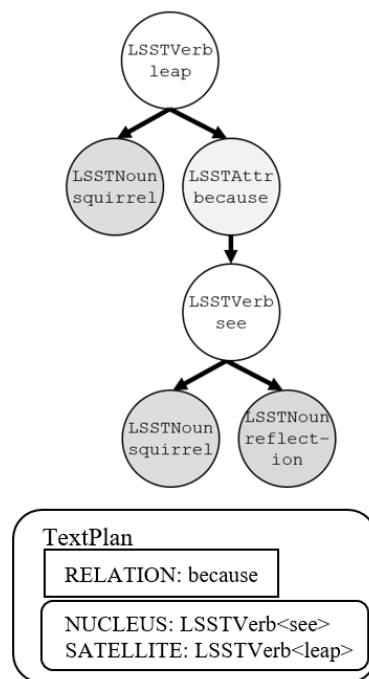 LSSTVerb
leap
LSSTNoun
squirrel
LSSTAttr
because
LSSTVerb
see
LSSTNoun
squirrel
LSSTNoun
reflect-
ion
TextPlan
RELATION: because
NUCLEUS: LSSTVerb<see>
SATELLITE: LSSTVerb<leap>